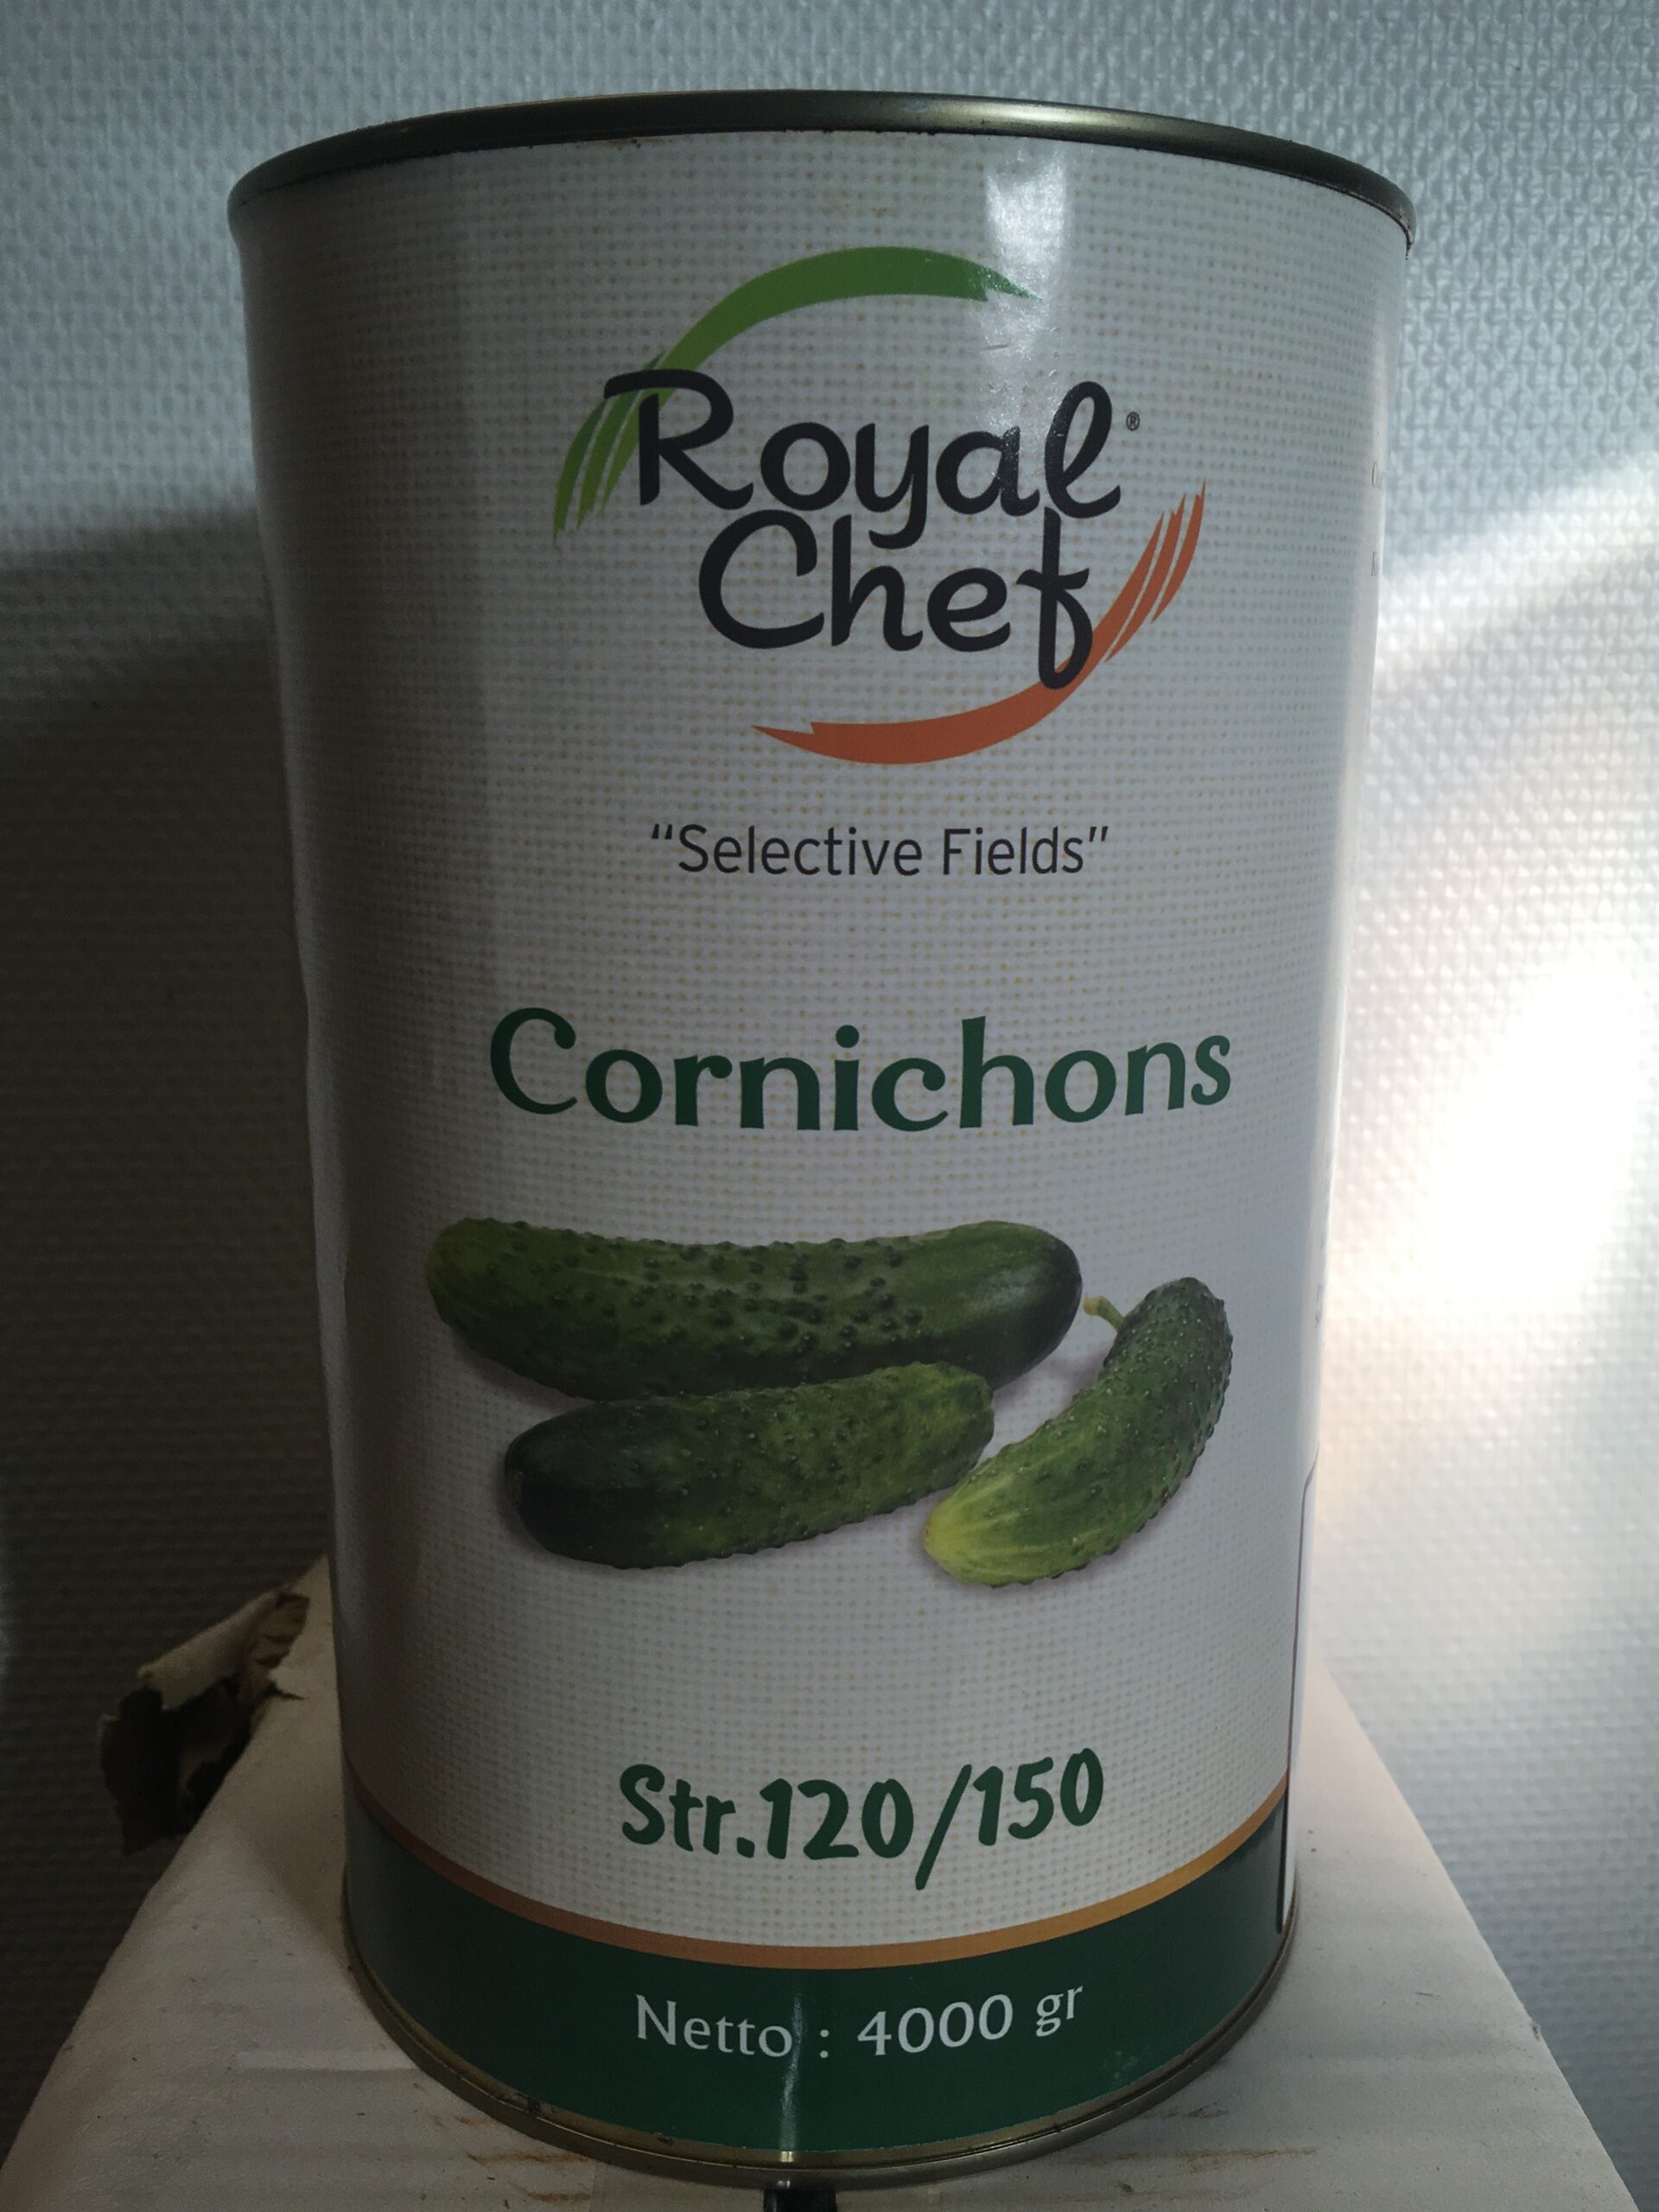 Royal®
Chef
“Selective Fields”
Cornichons
Str.120/150
Netto : 4000 gr